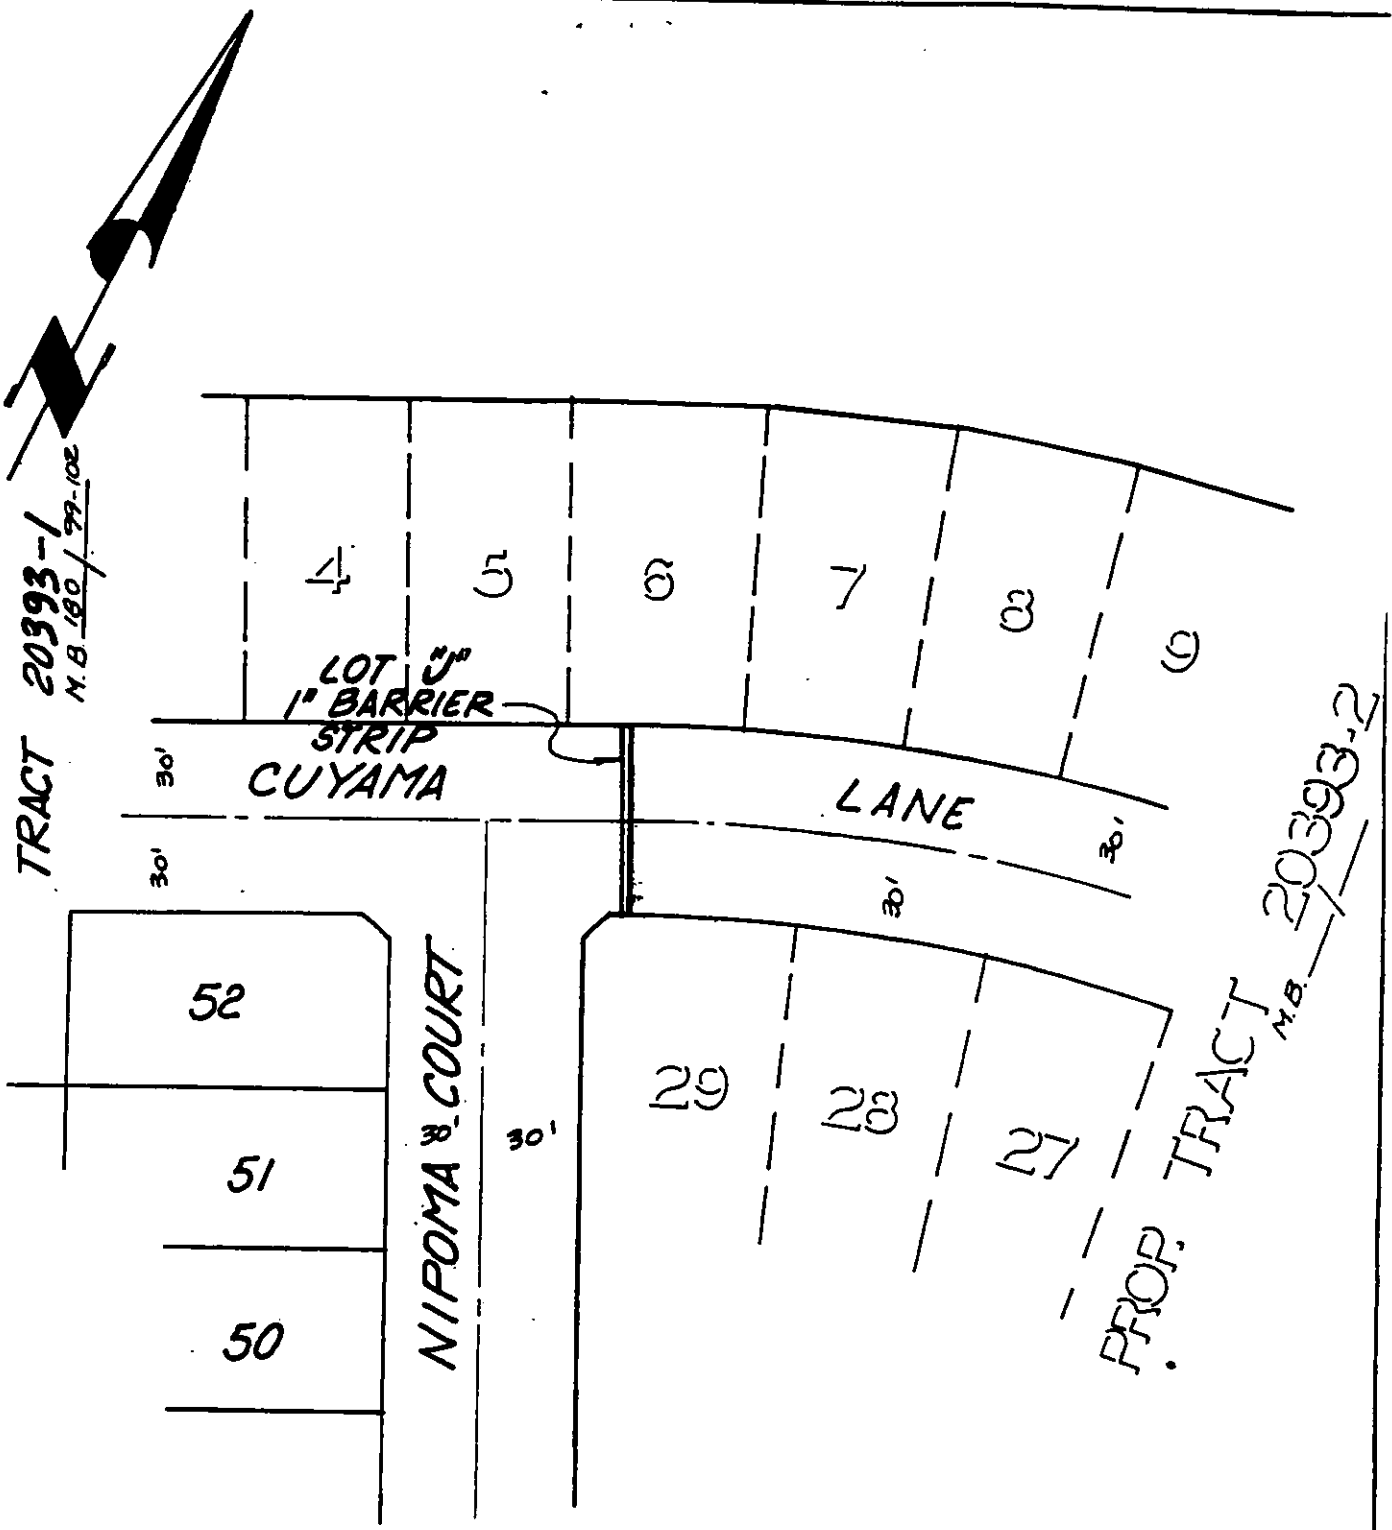 N
TRACT 20393-1
M.B. 180 / 99-102
4
5
6
7
8
9
LOT "J"
1" BARRIER
STRIP
CUYAMA
LANE
30'
30'
30'
30'
52
51
50
NIPOMA COURT
30'
30'
29
28
27
PROP. TRACT 20393-2
M.B. /